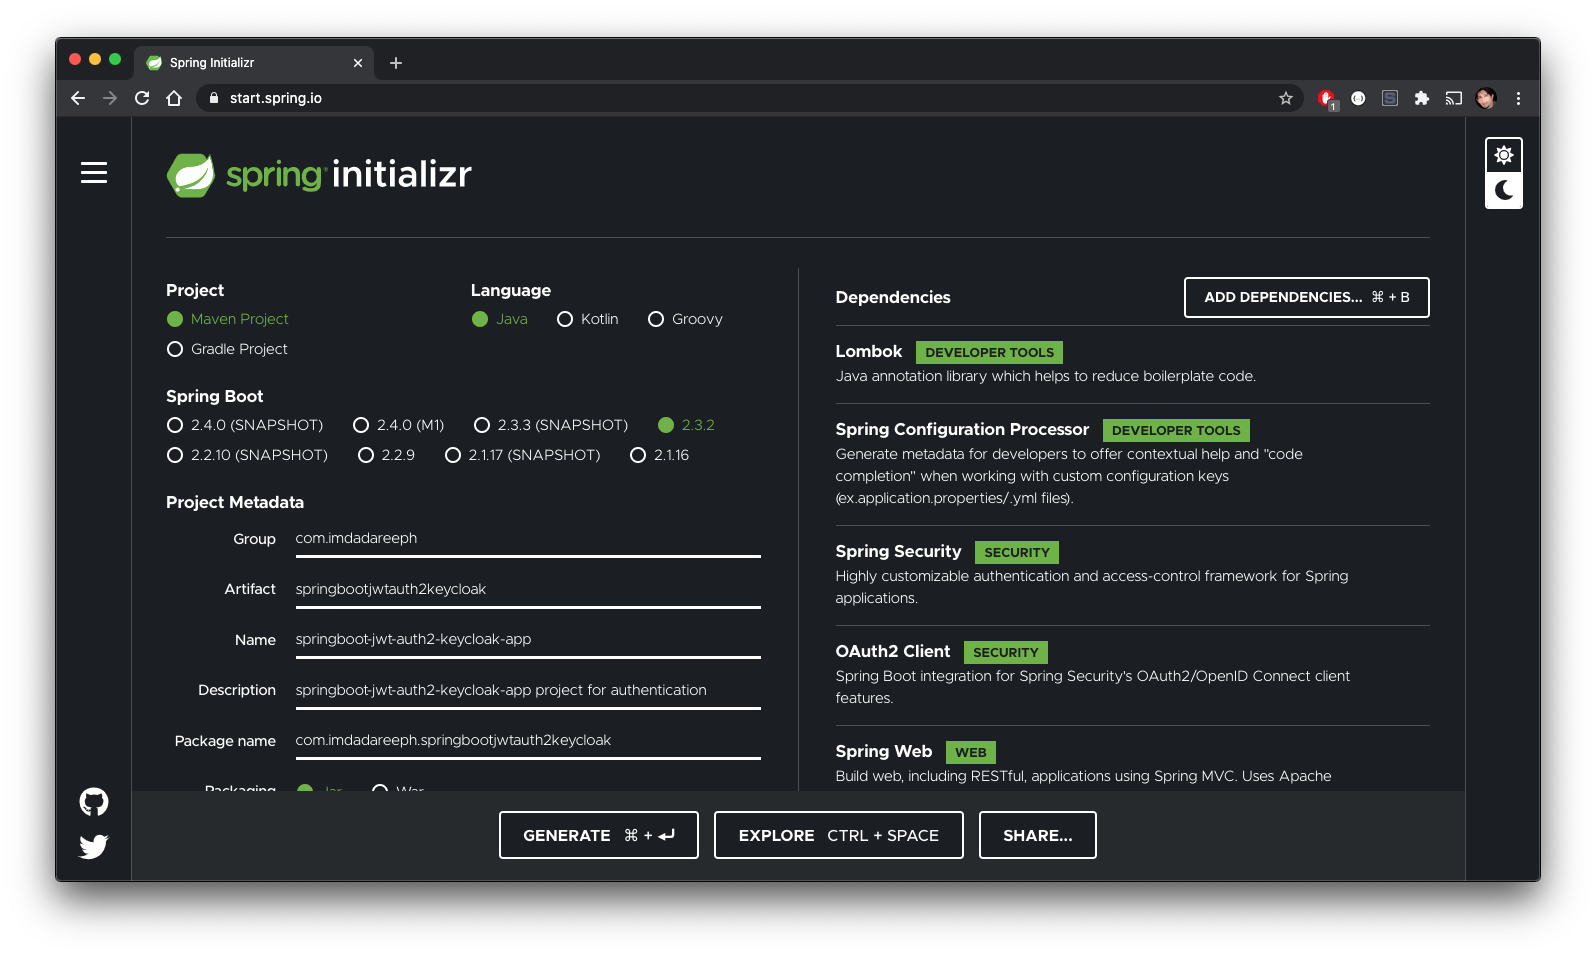 Spring Initializr
start.spring.io
1
spring initializr
Project
Maven Project
Gradle Project
Language
Java Kotlin Groovy
Spring Boot
2.4.0 (SNAPSHOT) 2.4.0 (M1) 2.3.3 (SNAPSHOT) 2.3.2
2.2.10 (SNAPSHOT) 2.2.9 2.1.17 (SNAPSHOT) 2.1.16
Project Metadata
Group com.imdadareeph
Artifact springbootjwtauth2keycloak
Name springboot-jwt-auth2-keycloak-app
Description springboot-jwt-auth2-keycloak-app project for authentication
Package name com.imdadareeph.springbootjwtauth2keycloak
Packaging Jar War
Dependencies
ADD DEPENDENCIES... ⌘ + B
Lombok DEVELOPER TOOLS
Java annotation library which helps to reduce boilerplate code.
Spring Configuration Processor DEVELOPER TOOLS
Generate metadata for developers to offer contextual help and "code
completion" when working with custom configuration keys
(ex.application.properties/.yml files).
Spring Security SECURITY
Highly customizable authentication and access-control framework for Spring
applications.
OAuth2 Client SECURITY
Spring Boot integration for Spring Security's OAuth2/OpenID Connect client
features.
Spring Web WEB
Build web, including RESTful, applications using Spring MVC. Uses Apache
GENERATE ⌘ + ↵
EXPLORE CTRL + SPACE
SHARE...